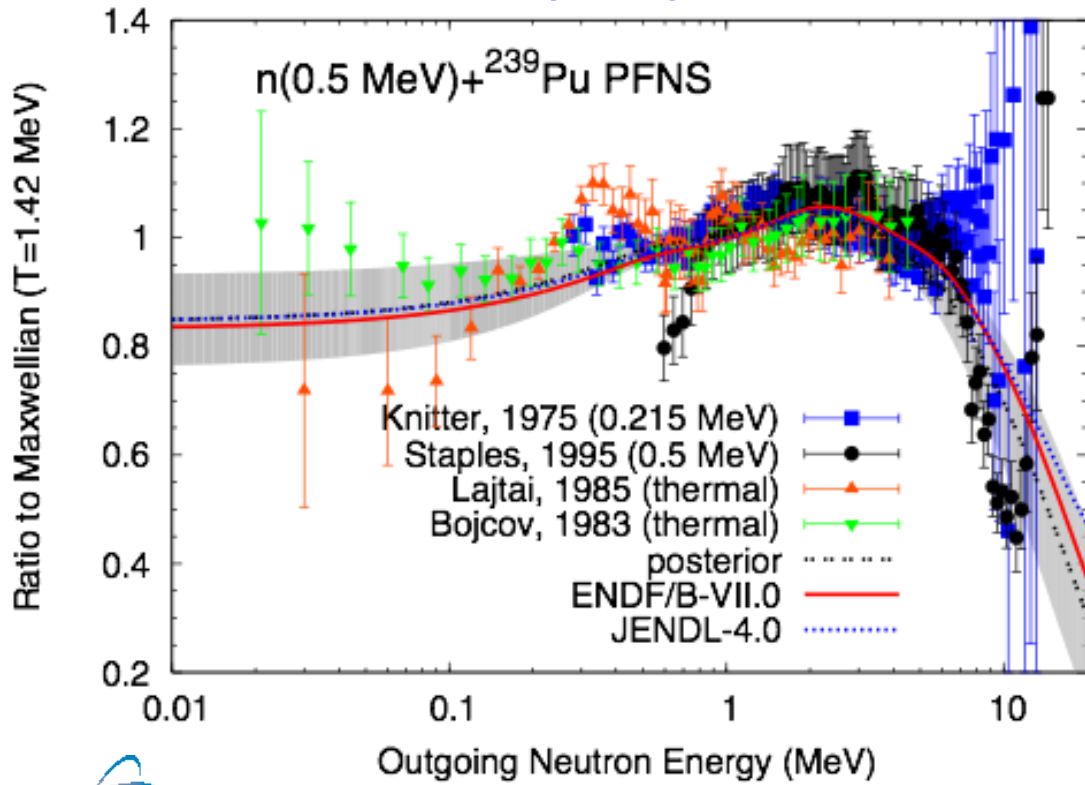 1.4
n(0.5 MeV)+²³⁹Pu PFNS
1.2
1
0.8
0.6
0.4
0.2
Ratio to Maxwellian (T=1.42 MeV)
Knitter, 1975 (0.215 MeV)
Staples, 1995 (0.5 MeV)
Lajtai, 1985 (thermal)
Bojcov, 1983 (thermal)
posterior
ENDF/B-VII.0
JENDL-4.0
0.01 0.1 1 10
Outgoing Neutron Energy (MeV)